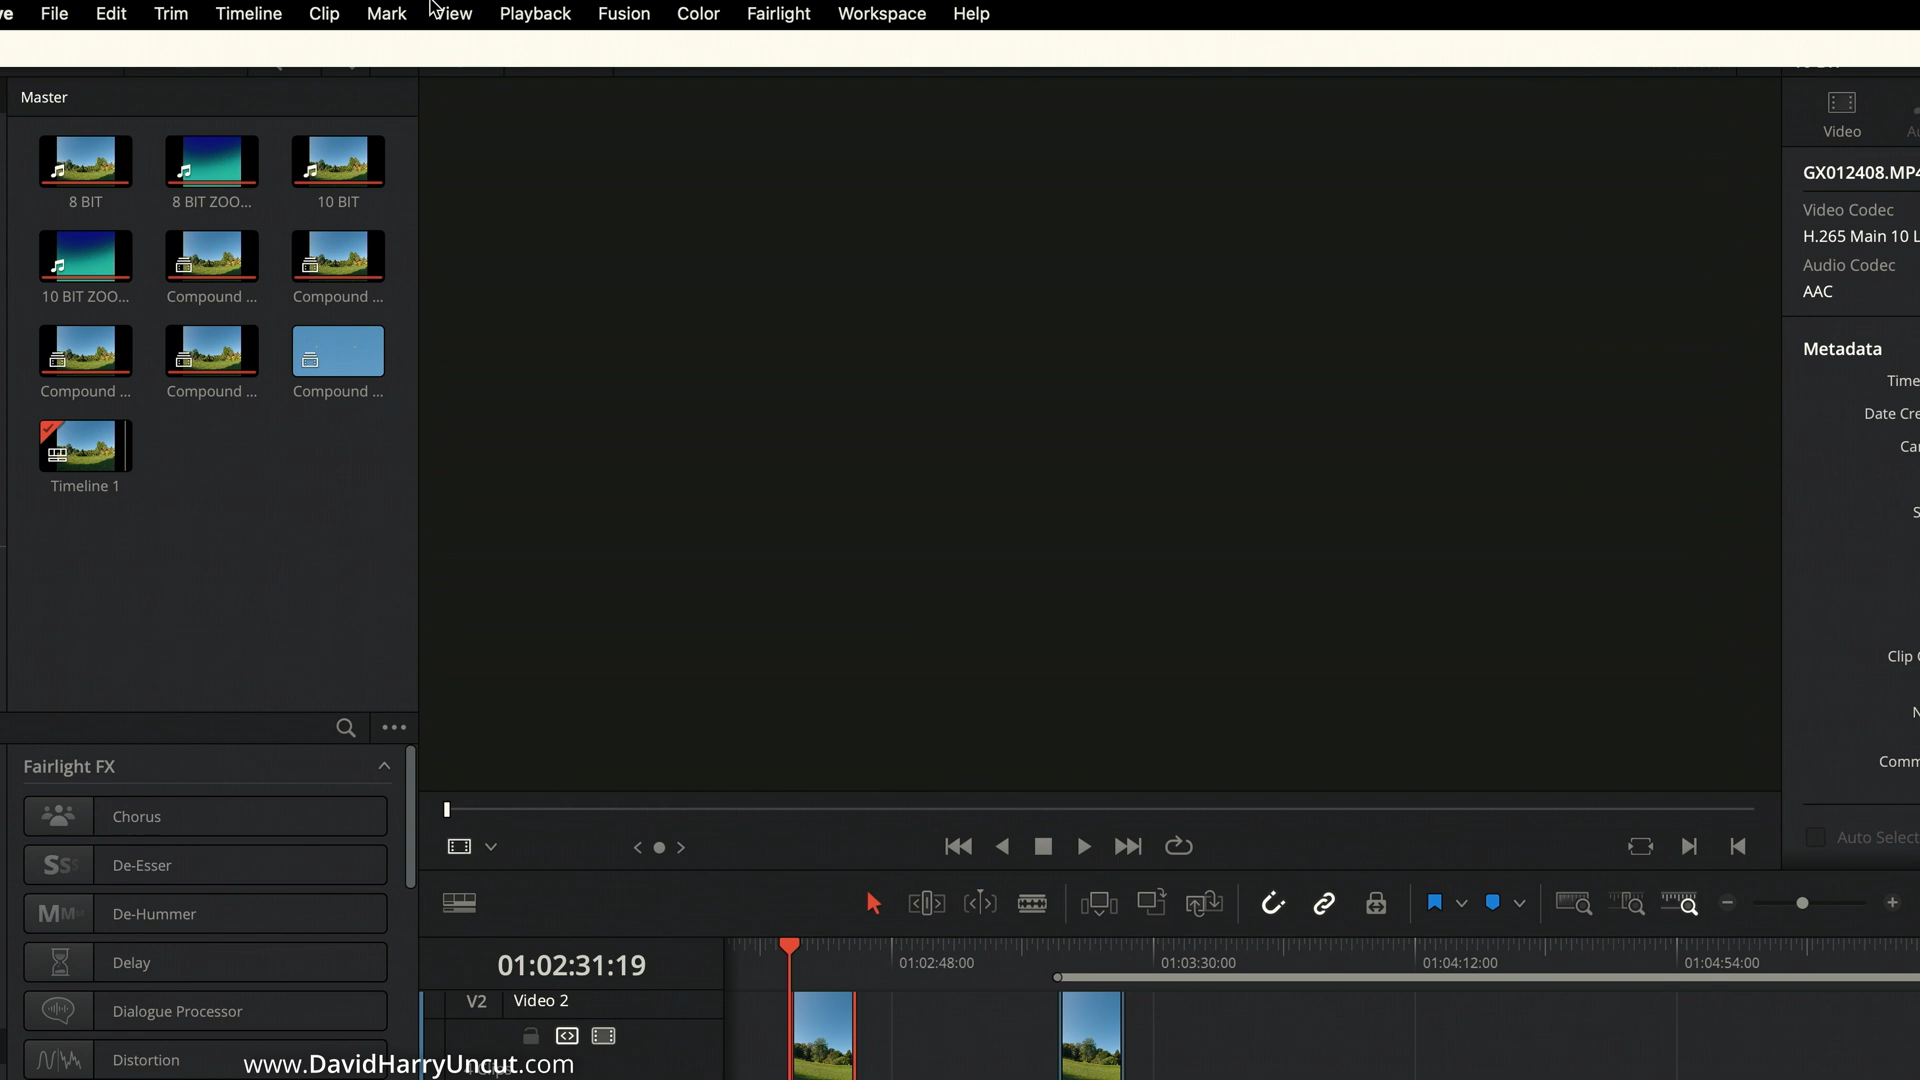 ve File Edit Trim Timeline Clip Mark View Playback Fusion Color Fairlight Workspace Help
Master
Video
8 BIT 8 BIT ZOO... 10 BIT
GX012408.MP4
Video Codec
H.265 Main 10 L
Audio Codec
AAC
10 BIT ZOO... Compound ... Compound ...
Metadata
Time
Date Cre
Compound ... Compound ... Compound ...
Timeline 1
Clip
Comm
Fairlight FX
Chorus
Auto Select
De-Esser
De-Hummer
Delay
01:02:31:19
01:02:48:00 01:03:30:00 01:04:12:00 01:04:54:00
V2 Video 2
Dialogue Processor
Distortion
www.DavidHarryUncut.com